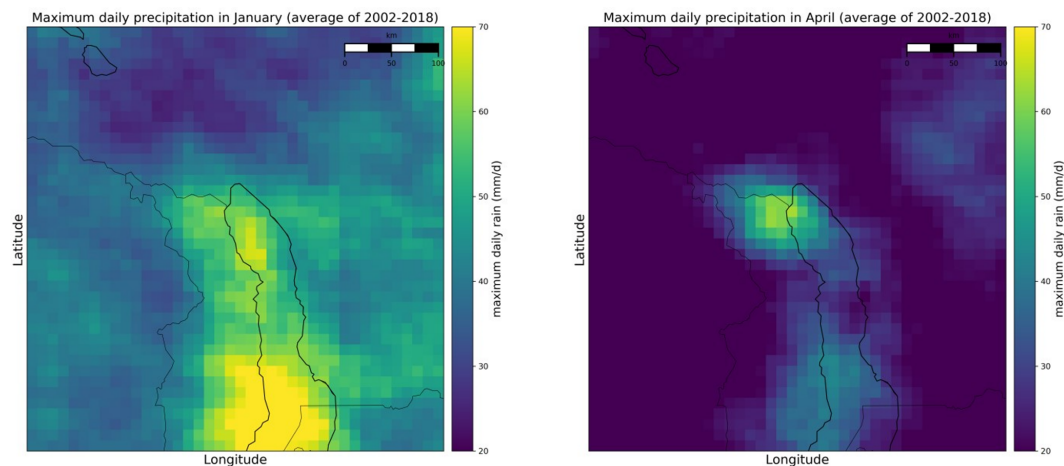 Maximum daily precipitation in January (average of 2002-2018)
km
0 50 100
70
60
50
40
30
20
maximum daily rain (mm/d)
Latitude
Longitude
Maximum daily precipitation in April (average of 2002-2018)
0 50 100
70
60
50
40
30
20
maximum daily rain (mm/d)
Latitude
Longitude